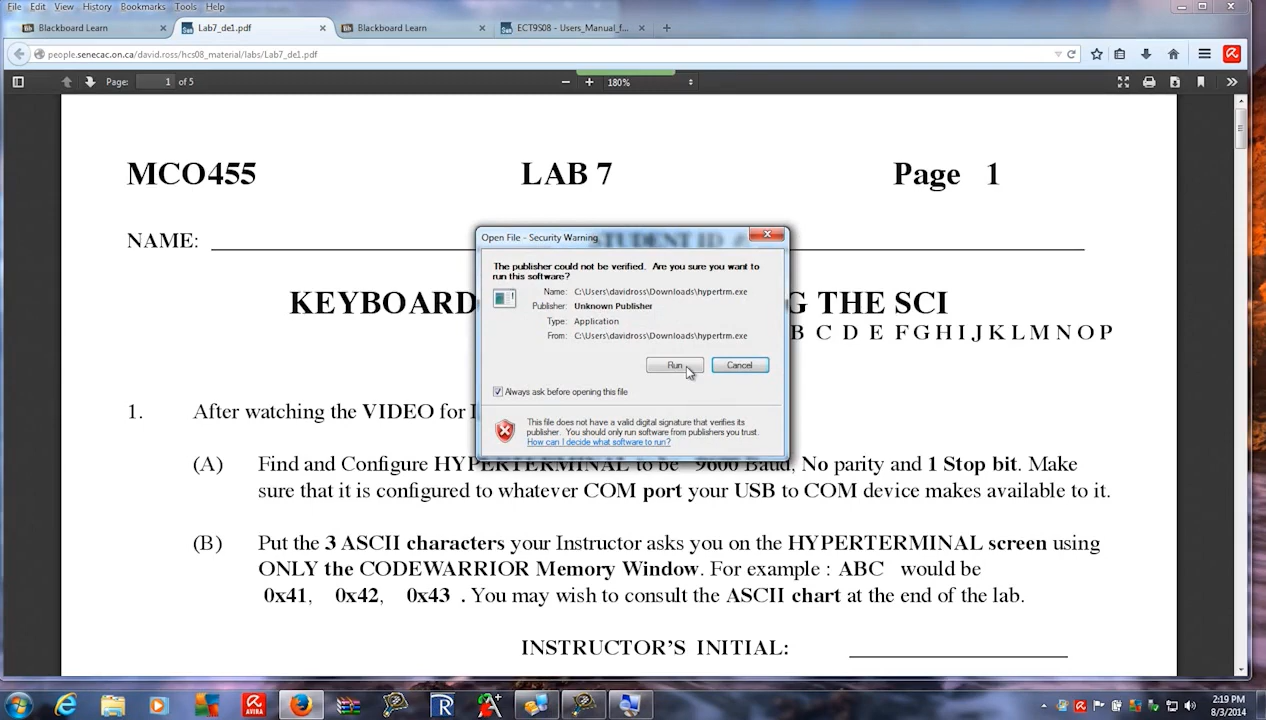 File Edit View History Bookmarks Tools Help
Blackboard Learn Lab7_de1.pdf Blackboard Learn ECT9S08 - Users_Manual_f...
people.senecac.on.ca/david.ross/hcs08_material/labs/Lab7_de1.pdf
Page: 1 of 5 180%
MCO455 LAB 7 Page 1
NAME: STUDENT ID #
KEYBOARD G THE SCI
B C D E F G H I J K L M N O P
1. After watching the VIDEO for
(A) Find and Configure HYPERTERMINAL to be 9600 Baud, No parity and 1 Stop bit. Make
sure that it is configured to whatever COM port your USB to COM device makes available to it.
(B) Put the 3 ASCII characters your Instructor asks you on the HYPERTERMINAL screen using
ONLY the CODEWARRIOR Memory Window. For example : ABC would be
0x41, 0x42, 0x43 . You may wish to consult the ASCII chart at the end of the lab.
INSTRUCTOR'S INITIAL:
Open File - Security Warning
The publisher could not be verified. Are you sure you want to
run this software?
Name: C:\Users\davidross\Downloads\hypertrm.exe
Publisher: Unknown Publisher
Type: Application
From: C:\Users\davidross\Downloads\hypertrm.exe
Run Cancel
Always ask before opening this file
This file does not have a valid digital signature that verifies its
publisher. You should only run software from publishers you trust.
How can I decide what software to run?
AVIRA
2:19 PM
8/3/2014